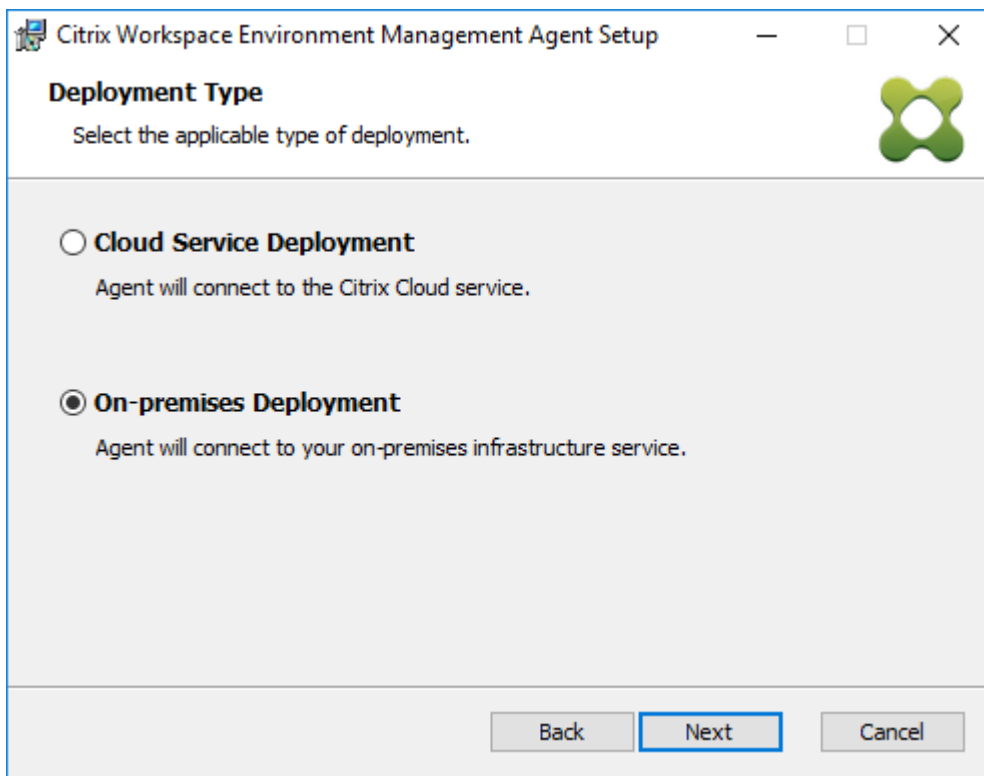 Citrix Workspace Environment Management Agent Setup
Deployment Type
Select the applicable type of deployment.
Cloud Service Deployment
Agent will connect to the Citrix Cloud service.
On-premises Deployment
Agent will connect to your on-premises infrastructure service.
Back Next Cancel